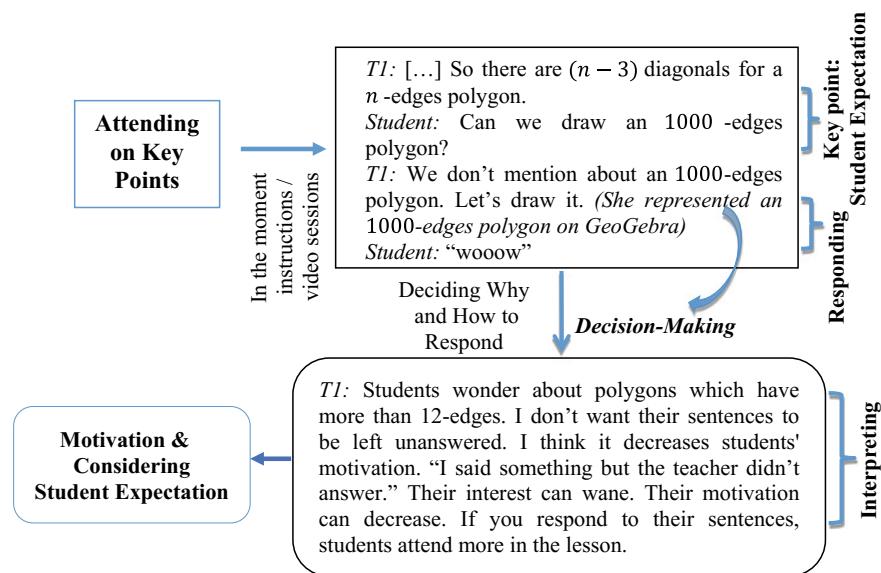 Attending
on Key
Points
In the moment
instructions /
video sessions
T1: […] So there are (n − 3) diagonals for a
n -edges polygon.
Student: Can we draw an 1000 -edges
polygon?
T1: We don’t mention about an 1000-edges
polygon. Let’s draw it. (She represented an
1000-edges polygon on GeoGebra)
Student: “wooow”
Key point:
Student Expectation
Responding
Deciding Why
and How to
Respond
Decision-Making
T1: Students wonder about polygons which have
more than 12-edges. I don’t want their sentences to
be left unanswered. I think it decreases students'
motivation. “I said something but the teacher didn’t
answer.” Their interest can wane. Their motivation
can decrease. If you respond to their sentences,
students attend more in the lesson.
Interpreting
Motivation &
Considering
Student Expectation